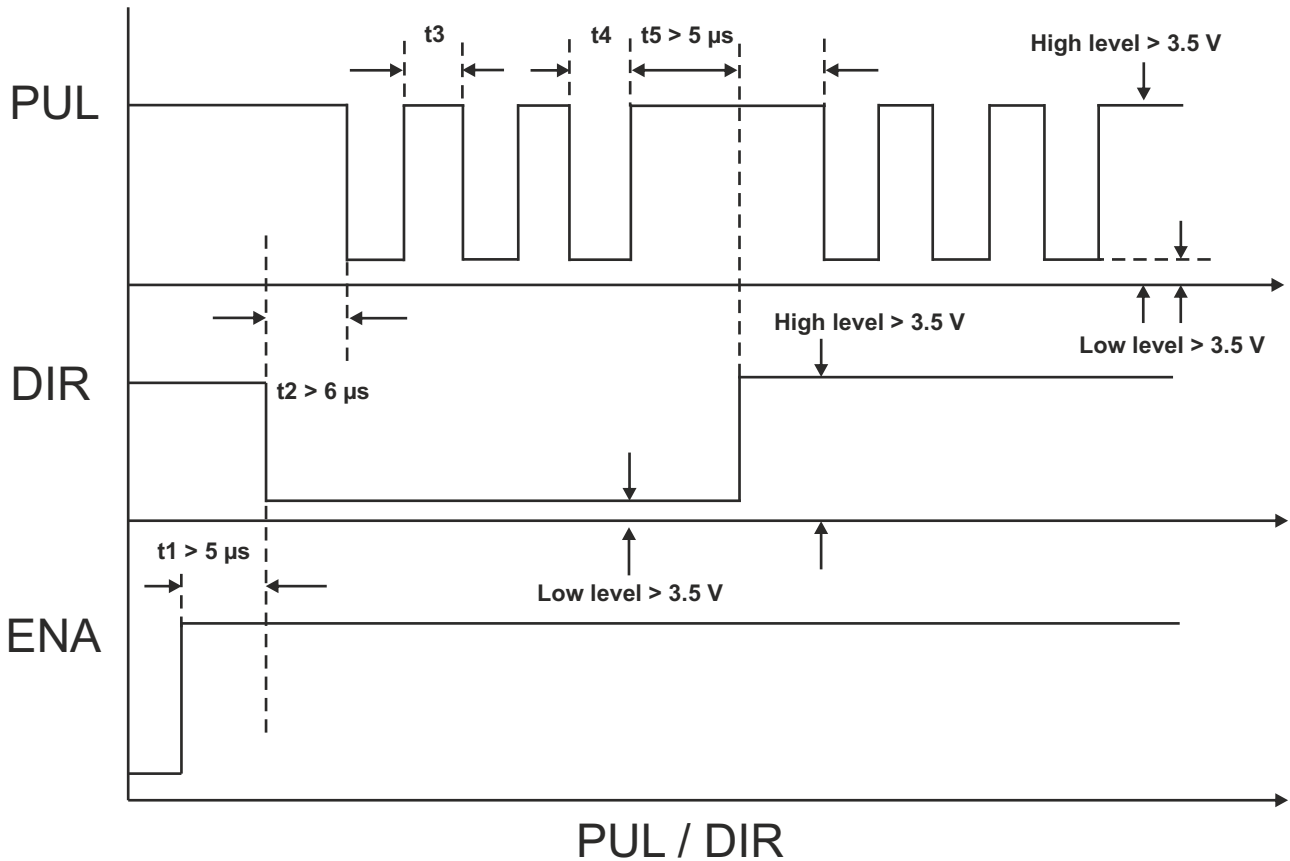 t3
t4
t5 > 5 µs
High level > 3.5 V
PUL
High level > 3.5 V
Low level > 3.5 V
DIR
t2 > 6 µs
t1 > 5 µs
Low level > 3.5 V
ENA
PUL / DIR